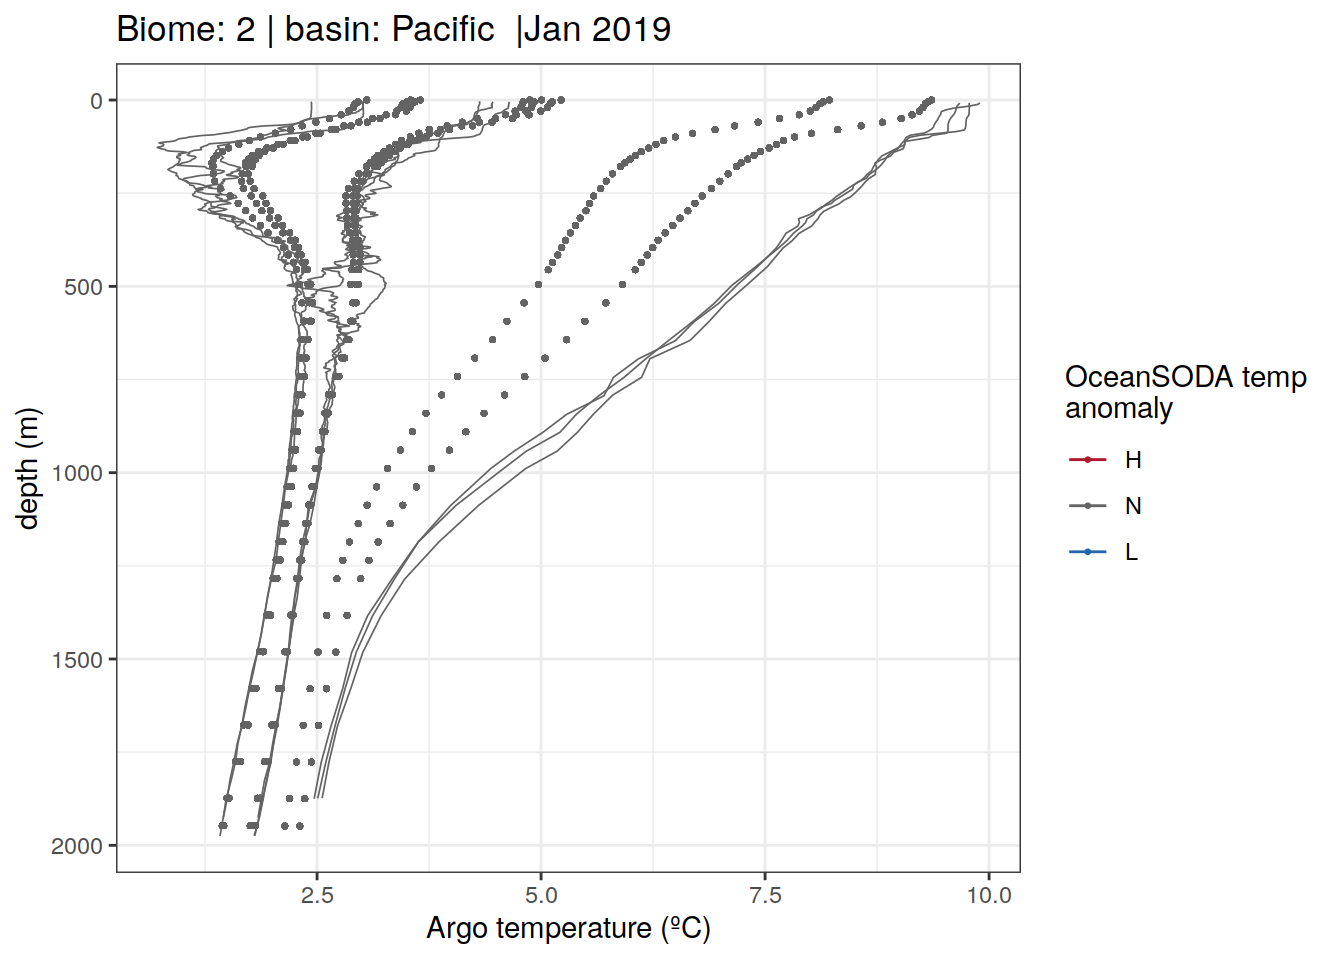 Biome: 2 | basin: Pacific  |Jan 2019
0
500
1000
1500
2000
depth (m)
2.5
5.0
7.5
10.0
Argo temperature (ºC)
OceanSODA temp
anomaly
H
N
L